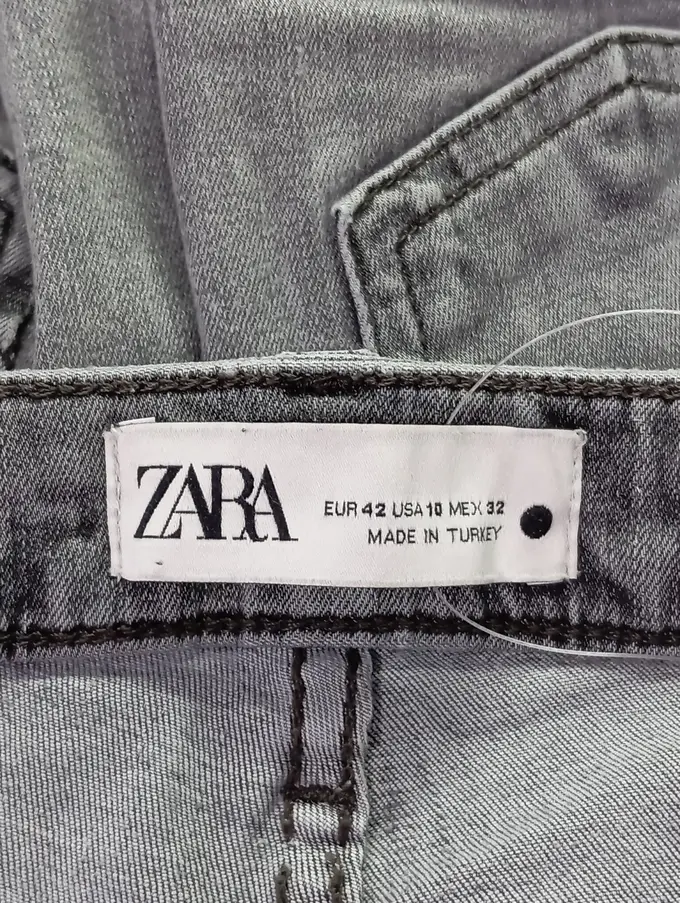 ZARA
EUR 42 USA 10 MEX 32
MADE IN TURKEY